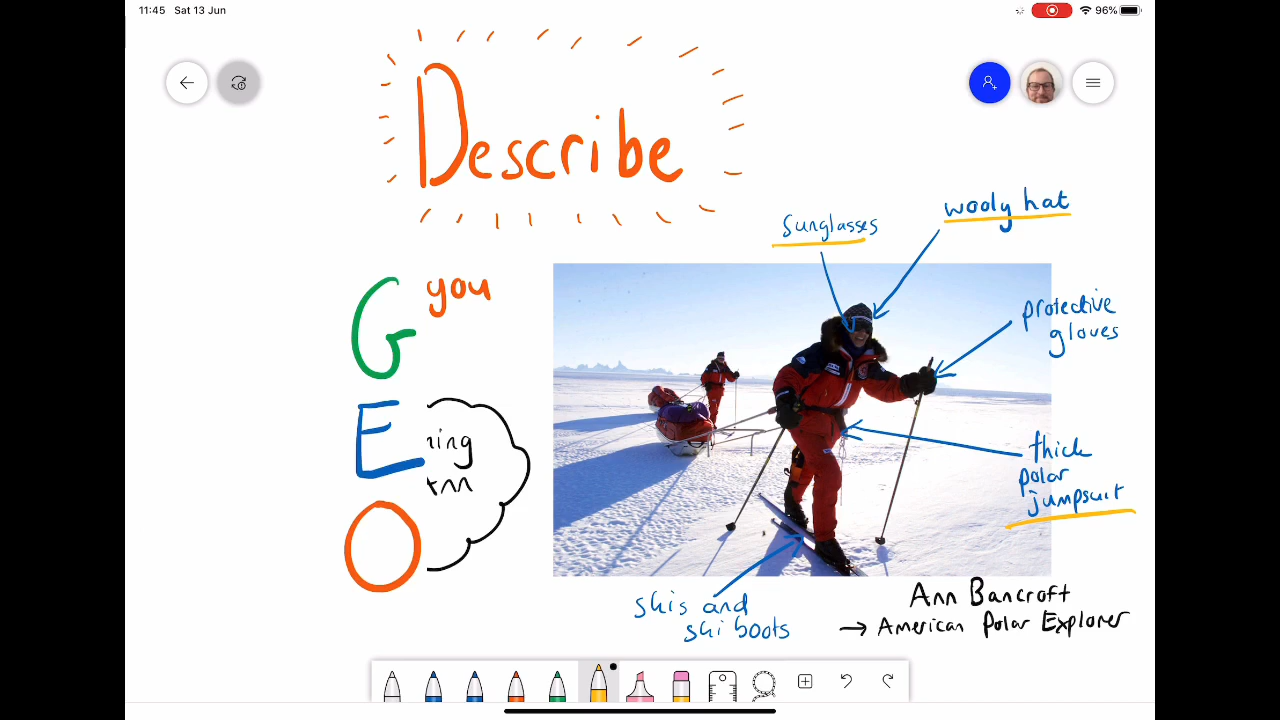 11:45 Sat 13 Jun
96%
Describe
wooly hat
Sunglasses
you
G
protective
gloves
E
ning
thick
polar
jumpsuit
O
skis and
ski boots
Ann Bancroft
→ American Polar Explorer